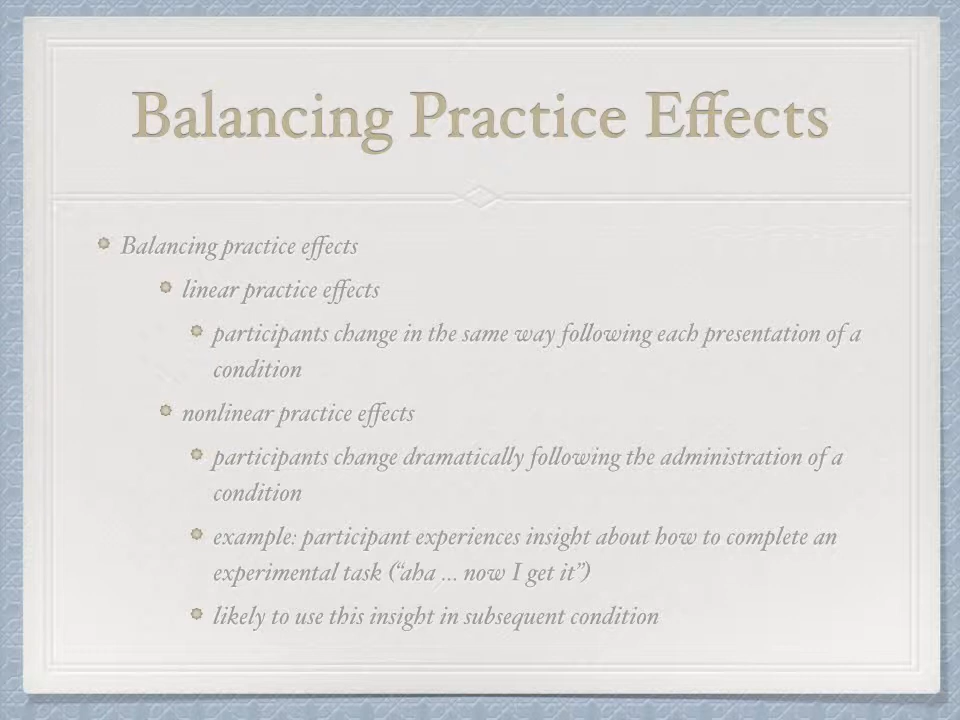 Balancing Practice Effects
Balancing practice effects
linear practice effects
participants change in the same way following each presentation of a
condition
nonlinear practice effects
participants change dramatically following the administration of a
condition
example: participant experiences insight about how to complete an
experimental task (“aha ... now I get it”)
likely to use this insight in subsequent condition